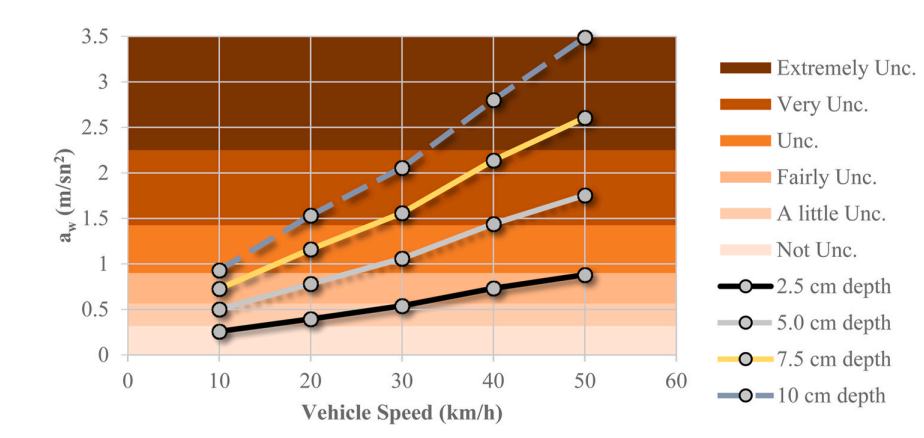 3.5
3
2.5
2
1.5
1
0.5
0
a_w (m/sn²)
0 10 20 30 40 50 60
Vehicle Speed (km/h)
Extremely Unc.
Very Unc.
Unc.
Fairly Unc.
A little Unc.
Not Unc.
2.5 cm depth
5.0 cm depth
7.5 cm depth
10 cm depth